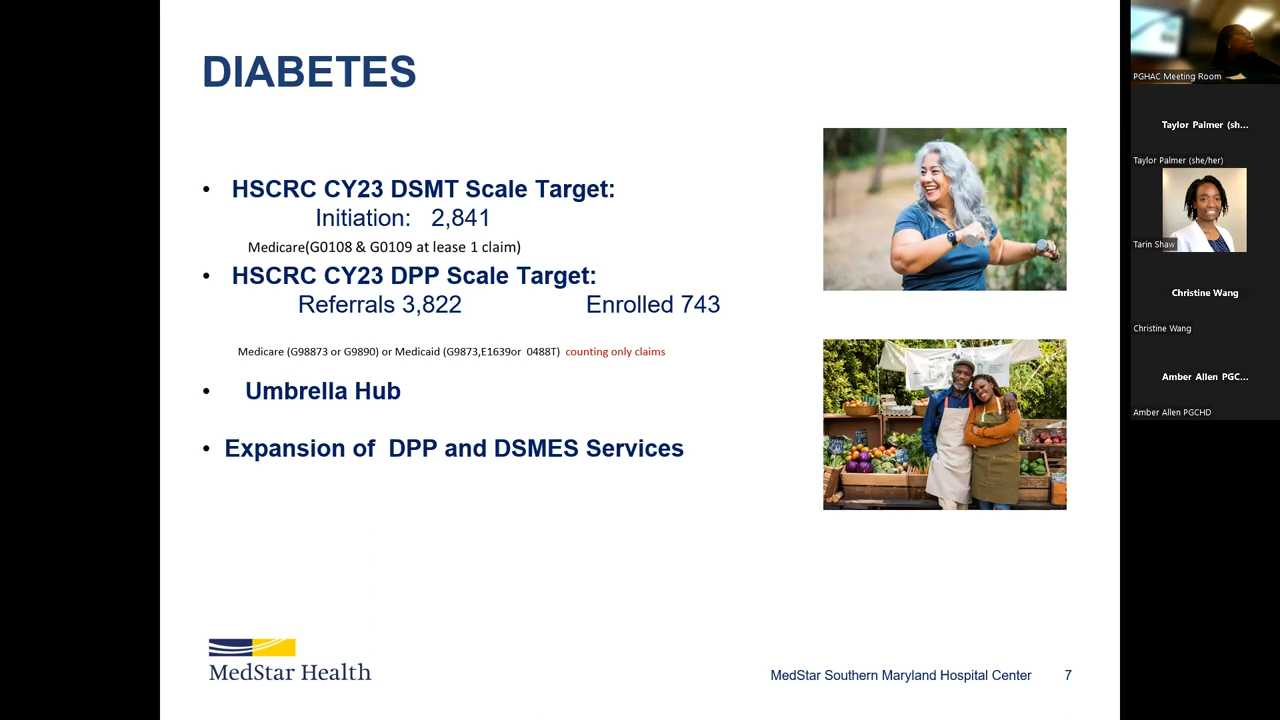 DIABETES
• HSCRC CY23 DSMT Scale Target:
Initiation: 2,841
Medicare(G0108 & G0109 at lease 1 claim)
• HSCRC CY23 DPP Scale Target:
Referrals 3,822 Enrolled 743
Medicare (G98873 or G9890) or Medicaid (G9873,E1639or 0488T) counting only claims
• Umbrella Hub
• Expansion of DPP and DSMES Services
MedStar Health
MedStar Southern Maryland Hospital Center 7
PGHAC Meeting Room
Taylor Palmer (sh...
Taylor Palmer (she/her)
Tarin Shaw
Christine Wang
Christine Wang
Amber Allen PGC...
Amber Allen PGCHD